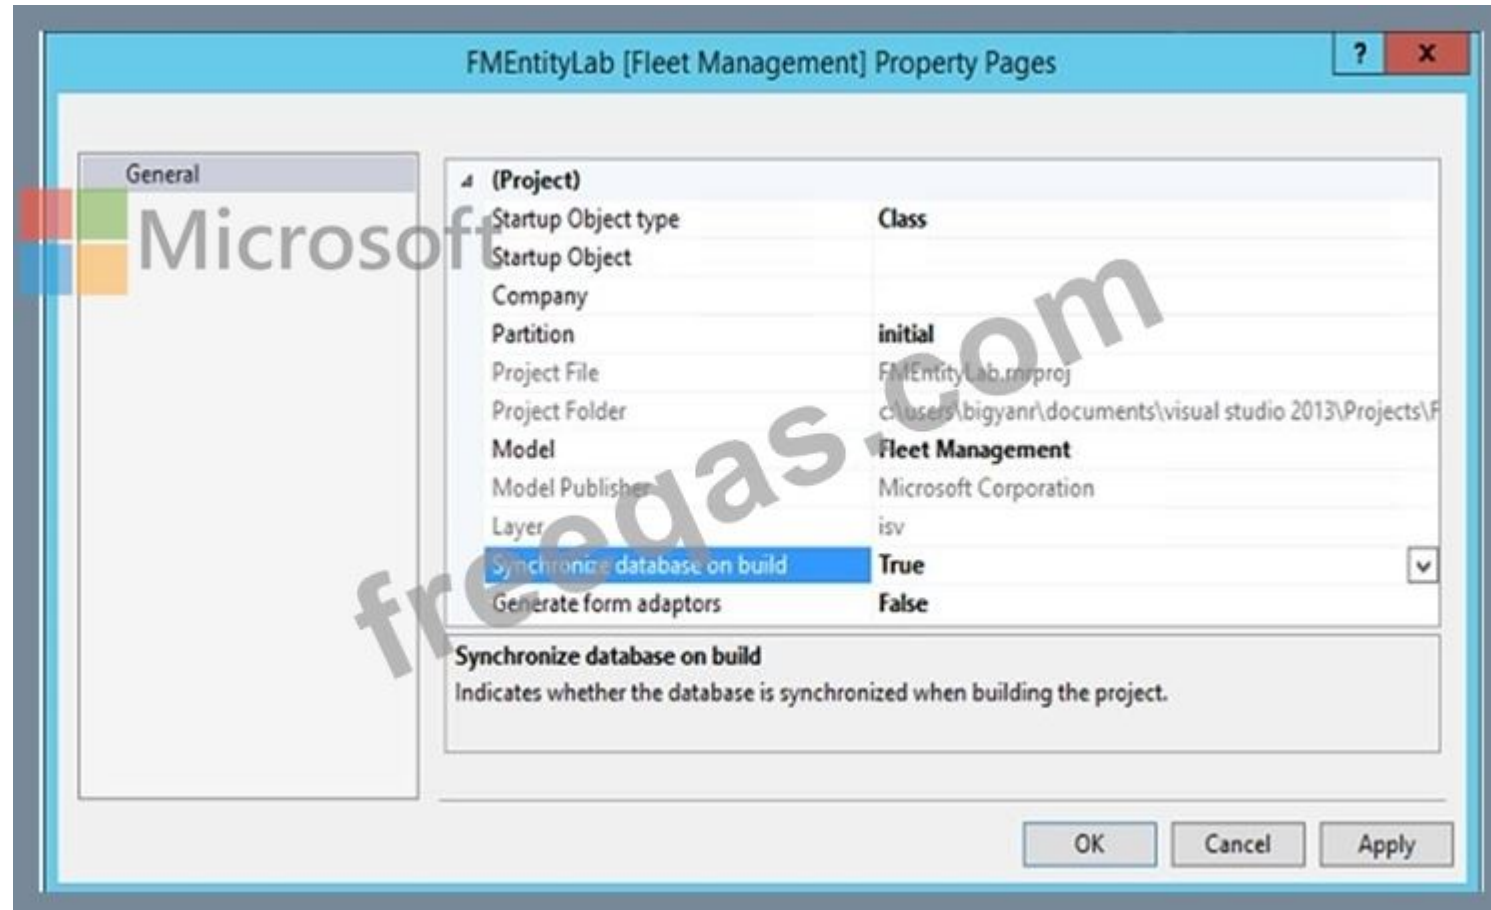 FMEntityLab [Fleet Management] Property Pages
?
x
General
(Project)
Startup Object type Class
Startup Object
Company
Partition initial
Project File FMEntityLab.rnrproj
Project Folder c:\users\bigyanr\documents\visual studio 2013\Projects\F
Model Fleet Management
Model Publisher Microsoft Corporation
Layer isv
Synchronize database on build True
Generate form adaptors False
Synchronize database on build
Indicates whether the database is synchronized when building the project.
OK Cancel Apply
Microsoft
freeqas.com